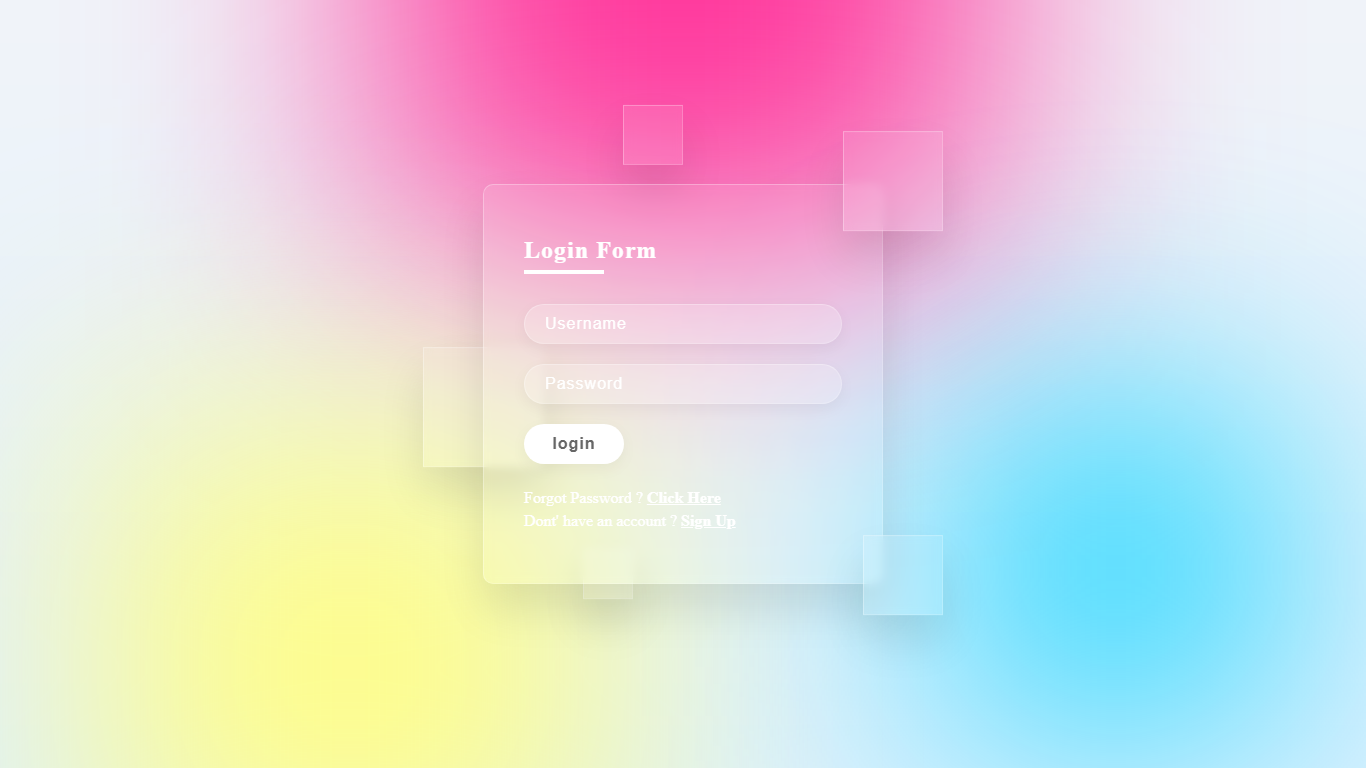 Login Form
Username
Password
login
Forgot Password ? Click Here
Dont' have an account ? Sign Up